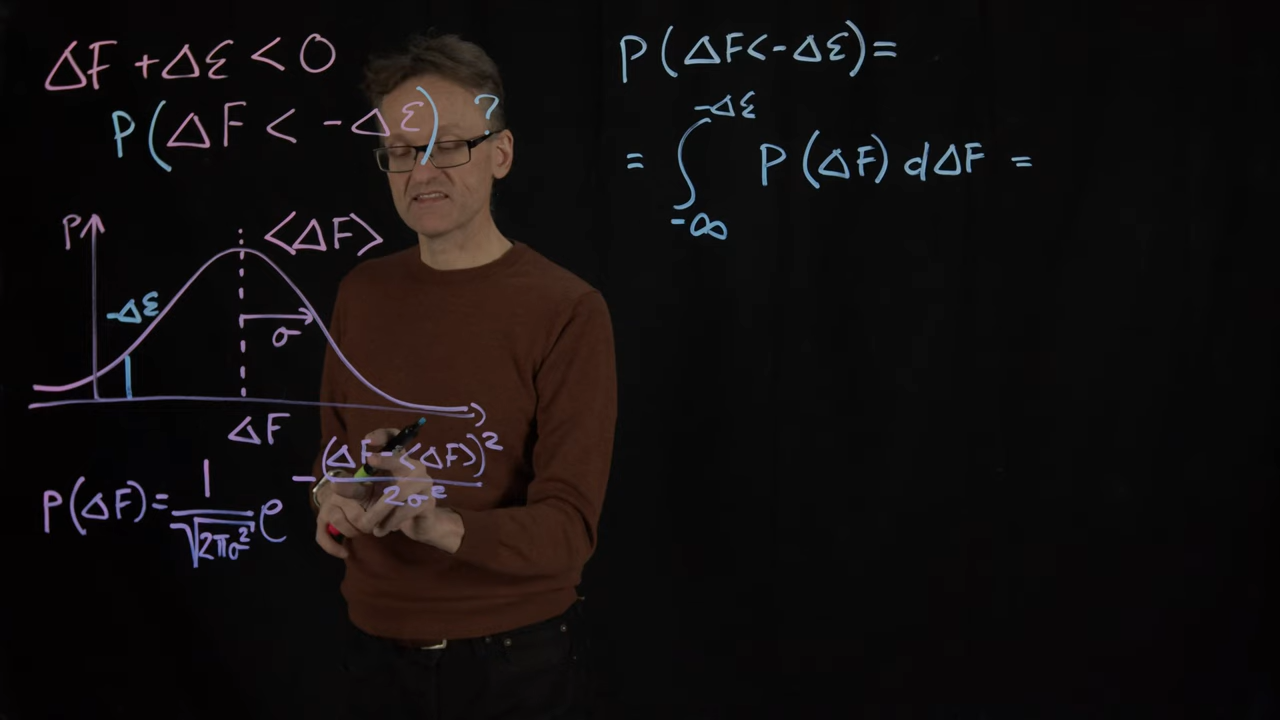 ΔF + Δε < 0
P(ΔF < -Δε) ?
P
<ΔF>
-Δε
σ
ΔF
P(ΔF) = 1/√(2πσ²) e^(-(ΔF - <ΔF>)²/2σ²)
P(ΔF < -Δε) =
= ∫_{-∞}^{-Δε} P(ΔF) dΔF =